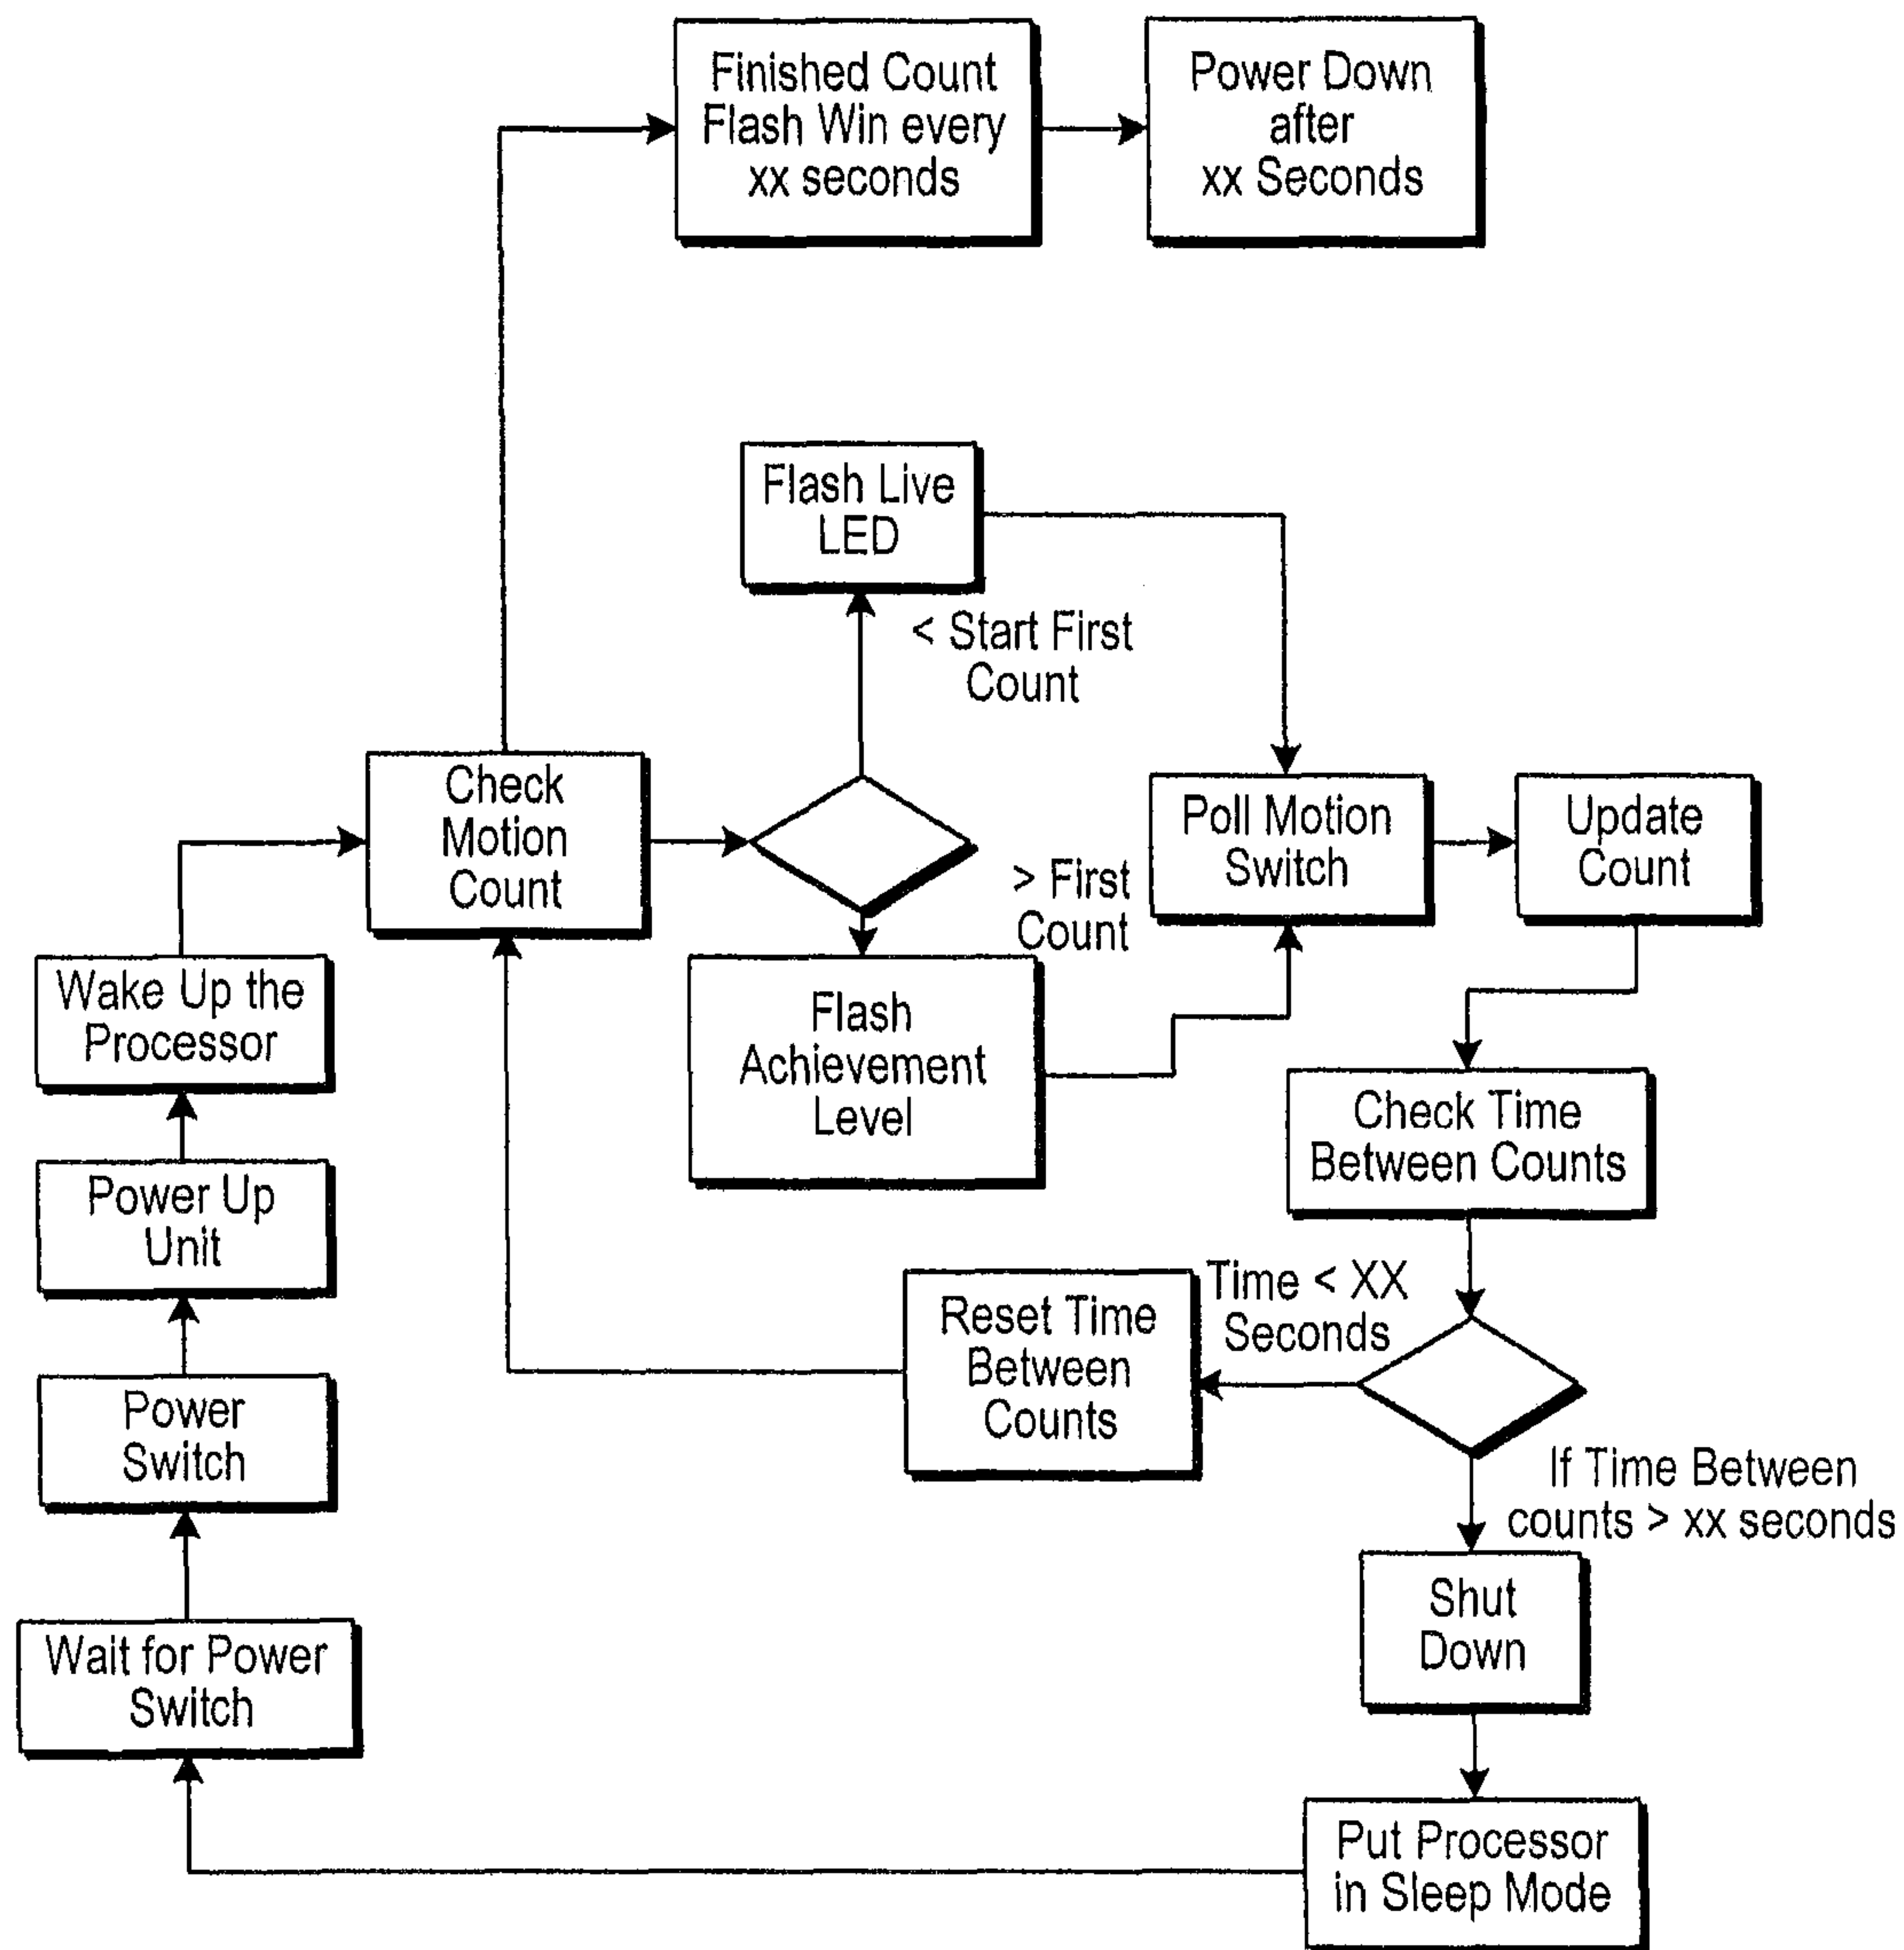 Finished Count
Flash Win every
xx seconds
Power Down
after
xx Seconds
Flash Live
LED
< Start First
Count
Check
Motion
Count
> First
Count
Poll Motion
Switch
Update
Count
Wake Up the
Processor
Flash
Achievement
Level
Check Time
Between Counts
Power Up
Unit
Reset Time
Between
Counts
Time < XX
Seconds
Power
Switch
If Time Between
counts > xx seconds
Shut
Down
Wait for Power
Switch
Put Processor
in Sleep Mode